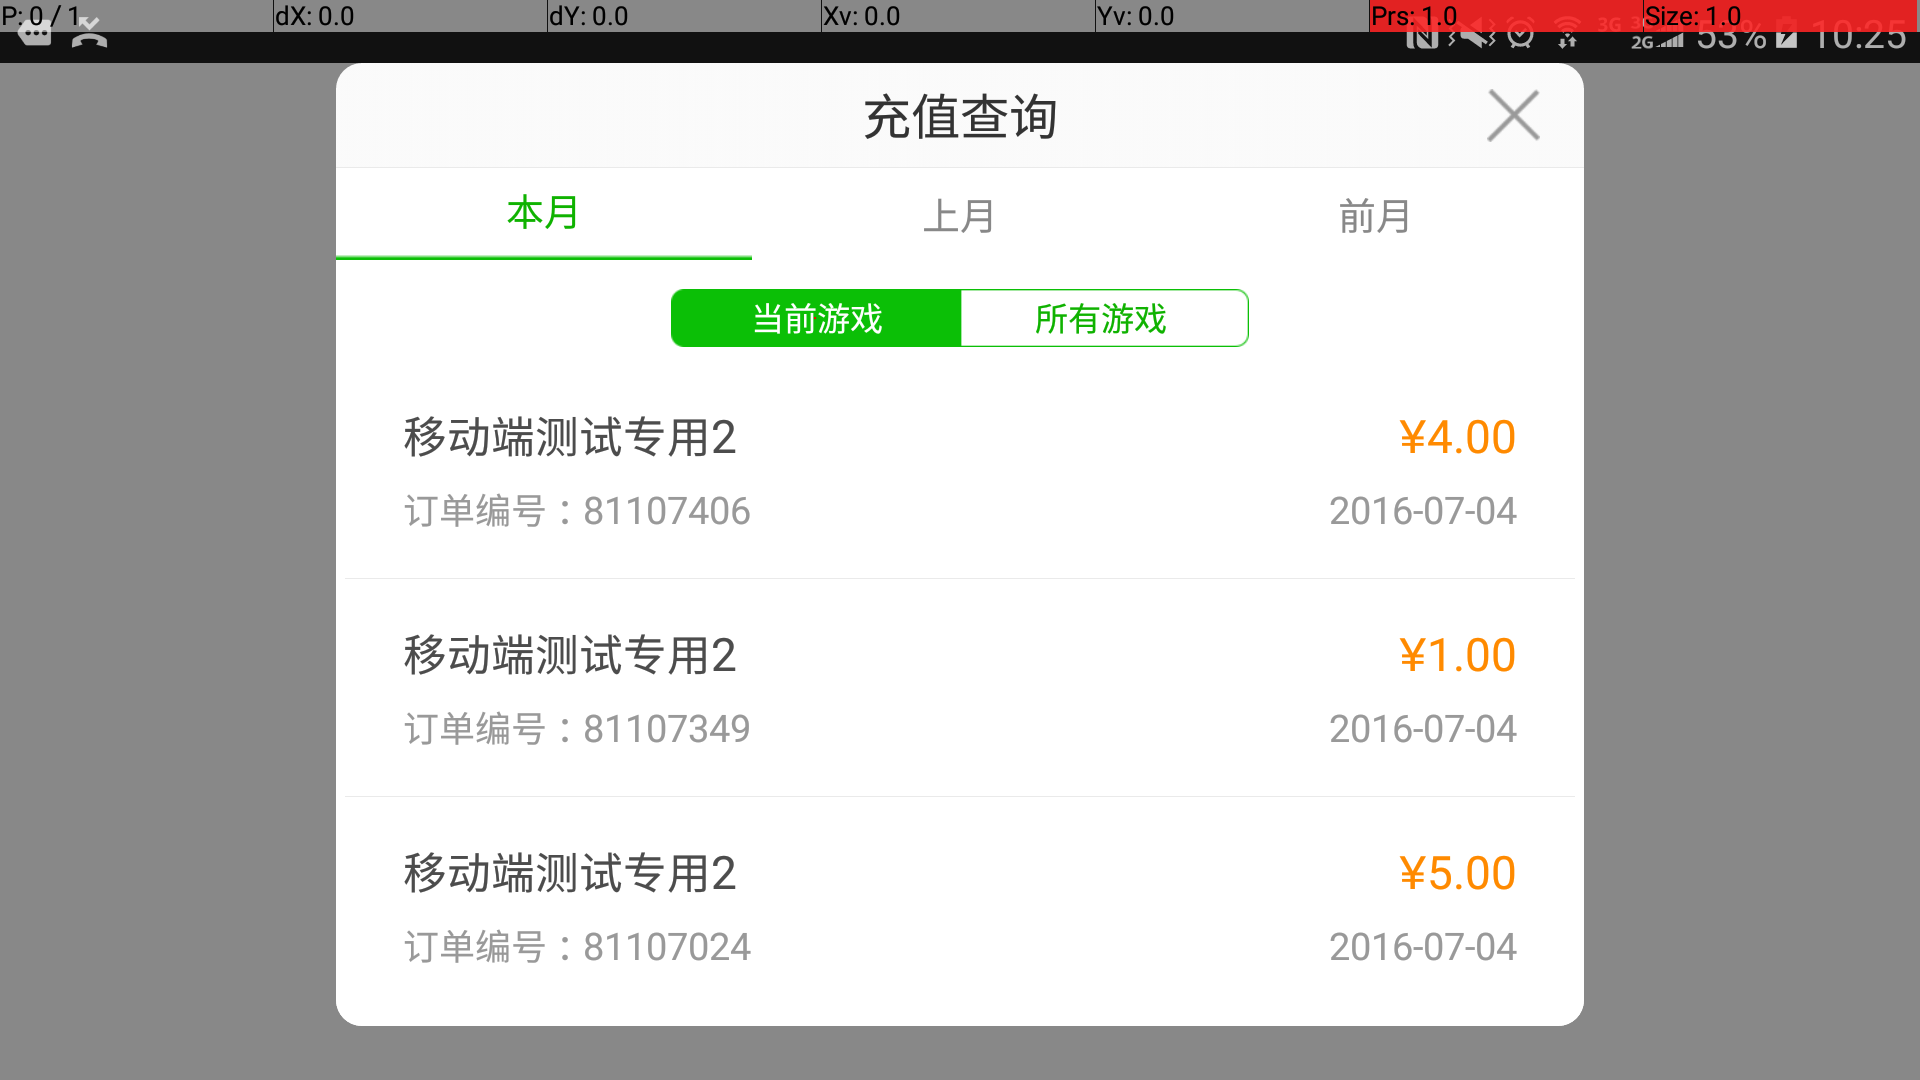 P: 0 / 1 dX: 0.0 dY: 0.0 Xv: 0.0 Yv: 0.0 Prs: 1.0 Size: 1.0
3G 3G 2G 53% 10:25
充值查询
本月 上月 前月
当前游戏 所有游戏
移动端测试专用2 ¥4.00
订单编号：81107406 2016-07-04
移动端测试专用2 ¥1.00
订单编号：81107349 2016-07-04
移动端测试专用2 ¥5.00
订单编号：81107024 2016-07-04